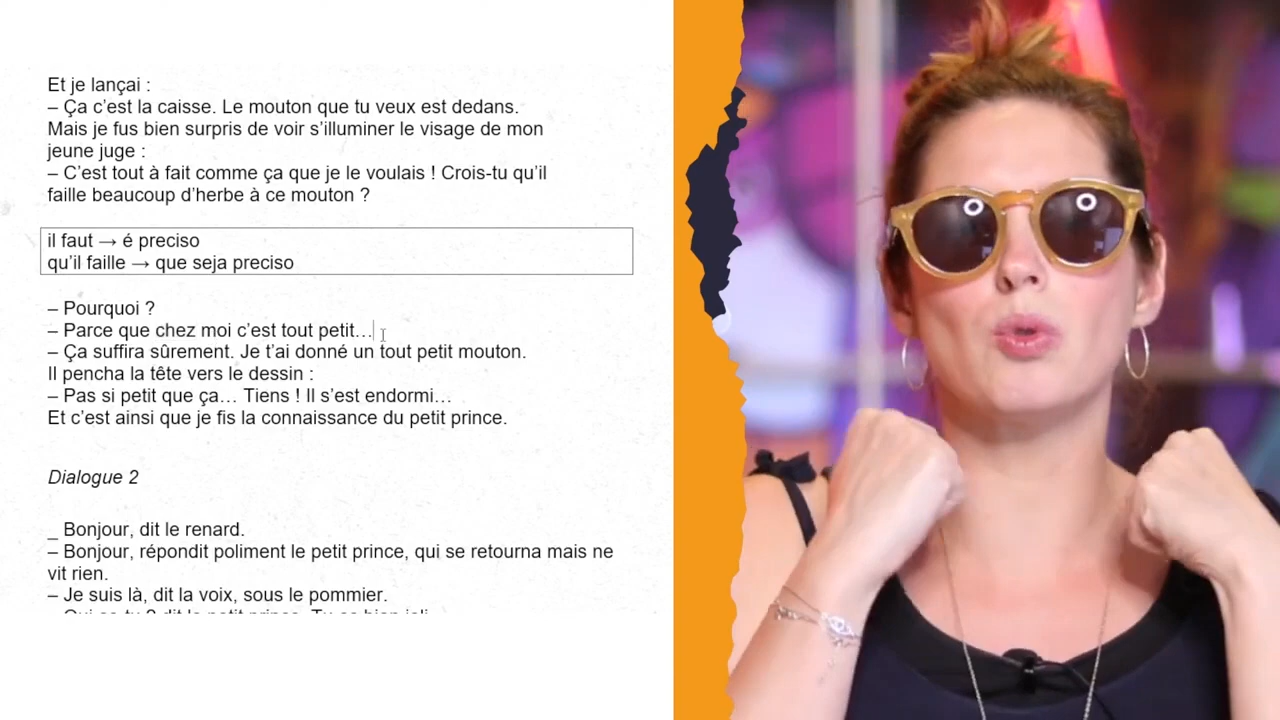 Et je lançai :
– Ça c’est la caisse. Le mouton que tu veux est dedans.
Mais je fus bien surpris de voir s’illuminer le visage de mon
jeune juge :
– C’est tout à fait comme ça que je le voulais ! Crois-tu qu’il
faille beaucoup d’herbe à ce mouton ?
il faut → é preciso
qu’il faille → que seja preciso
– Pourquoi ?
– Parce que chez moi c’est tout petit…
– Ça suffira sûrement. Je t’ai donné un tout petit mouton.
Il pencha la tête vers le dessin :
– Pas si petit que ça… Tiens ! Il s’est endormi…
Et c’est ainsi que je fis la connaissance du petit prince.
Dialogue 2
_ Bonjour, dit le renard.
– Bonjour, répondit poliment le petit prince, qui se retourna mais ne
vit rien.
– Je suis là, dit la voix, sous le pommier.